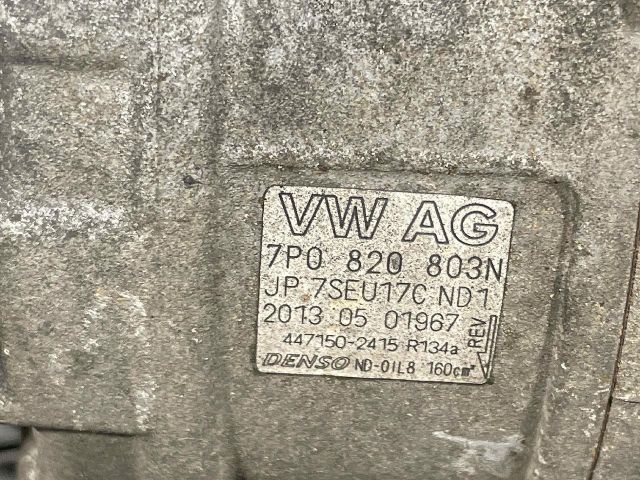 VW AG
7P0 820 803N
JP 7SEU17C ND1
2013 05 01967
REV
447150-2415 R134a
DENSO ND-OIL8 160cm³